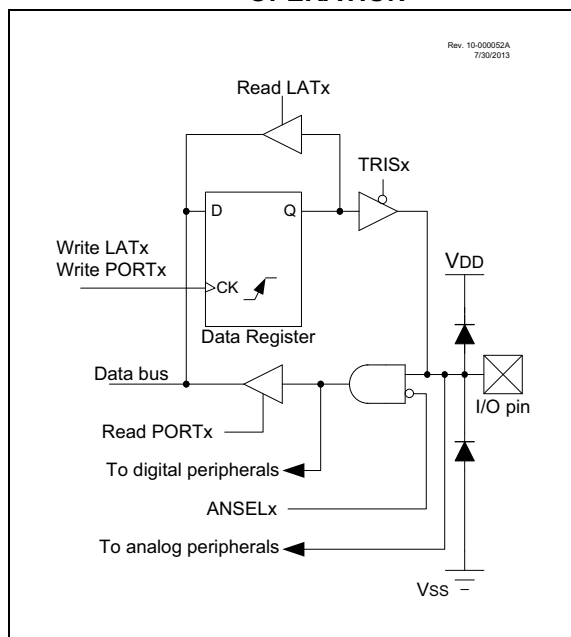 OPERATION
Rev. 10-000052A
7/30/2013
Read LATx
TRISx
D Q
Write LATx
Write PORTx
CK
VDD
Data Register
Data bus
I/O pin
Read PORTx
To digital peripherals
ANSELx
To analog peripherals
VSS